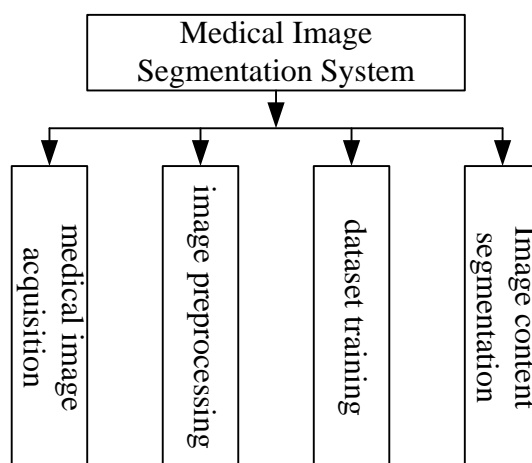 Medical Image
Segmentation System
medical image
acquisition
image preprocessing
dataset training
Image content
segmentation